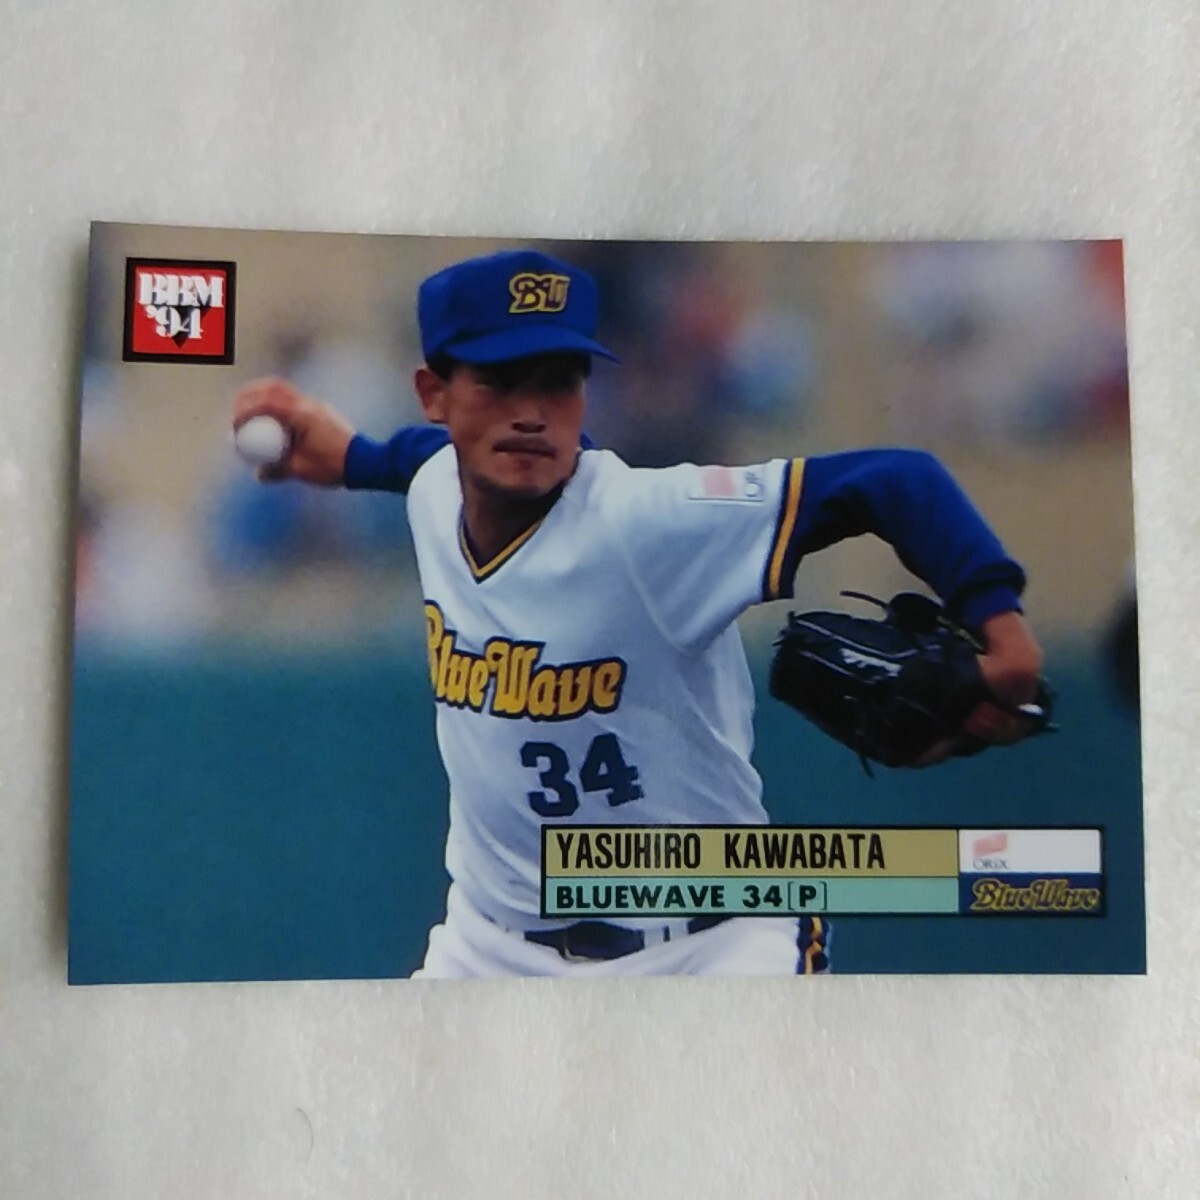 BBM
'94
BW
BlueWave
34
YASUHIRO KAWABATA
BLUEWAVE 34[P]
ORIX
BlueWave